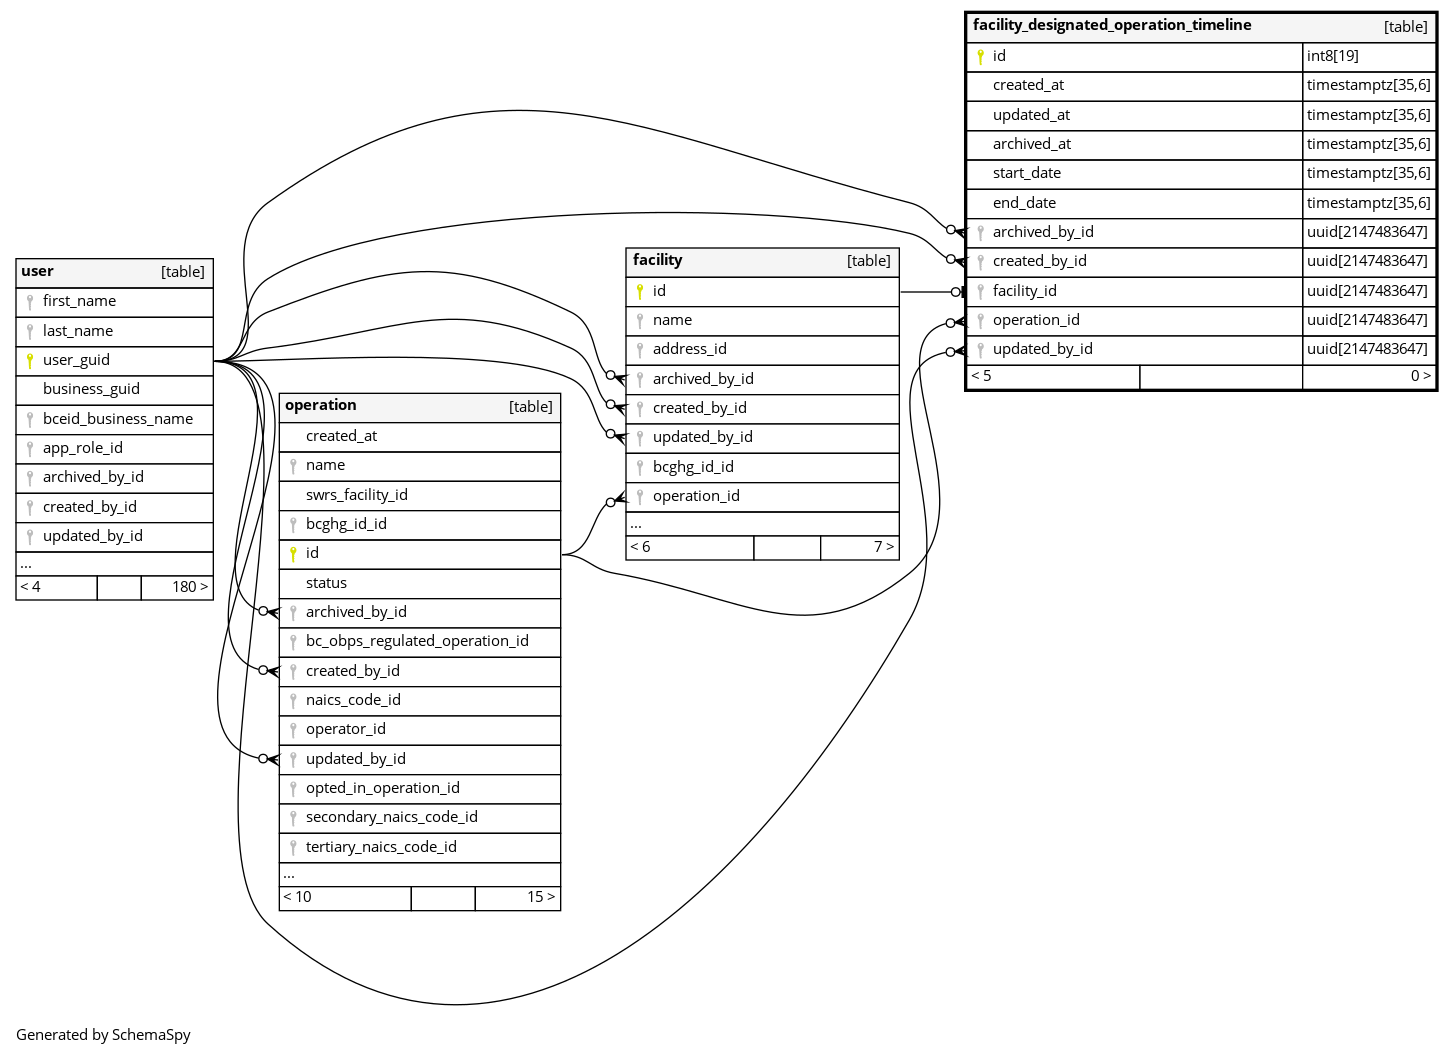 facility_designated_operation_timeline [table]
id int8[19]
created_at timestamptz[35,6]
updated_at timestamptz[35,6]
archived_at timestamptz[35,6]
start_date timestamptz[35,6]
end_date timestamptz[35,6]
archived_by_id uuid[2147483647]
created_by_id uuid[2147483647]
facility_id uuid[2147483647]
operation_id uuid[2147483647]
updated_by_id uuid[2147483647]
< 5 0 >
facility [table]
id
name
address_id
archived_by_id
created_by_id
updated_by_id
bcghg_id_id
operation_id
...
< 6 7 >
user [table]
first_name
last_name
user_guid
business_guid
bceid_business_name
app_role_id
archived_by_id
created_by_id
updated_by_id
...
< 4 180 >
operation [table]
created_at
name
swrs_facility_id
bcghg_id_id
id
status
archived_by_id
bc_obps_regulated_operation_id
created_by_id
naics_code_id
operator_id
updated_by_id
opted_in_operation_id
secondary_naics_code_id
tertiary_naics_code_id
...
< 10 15 >
Generated by SchemaSpy